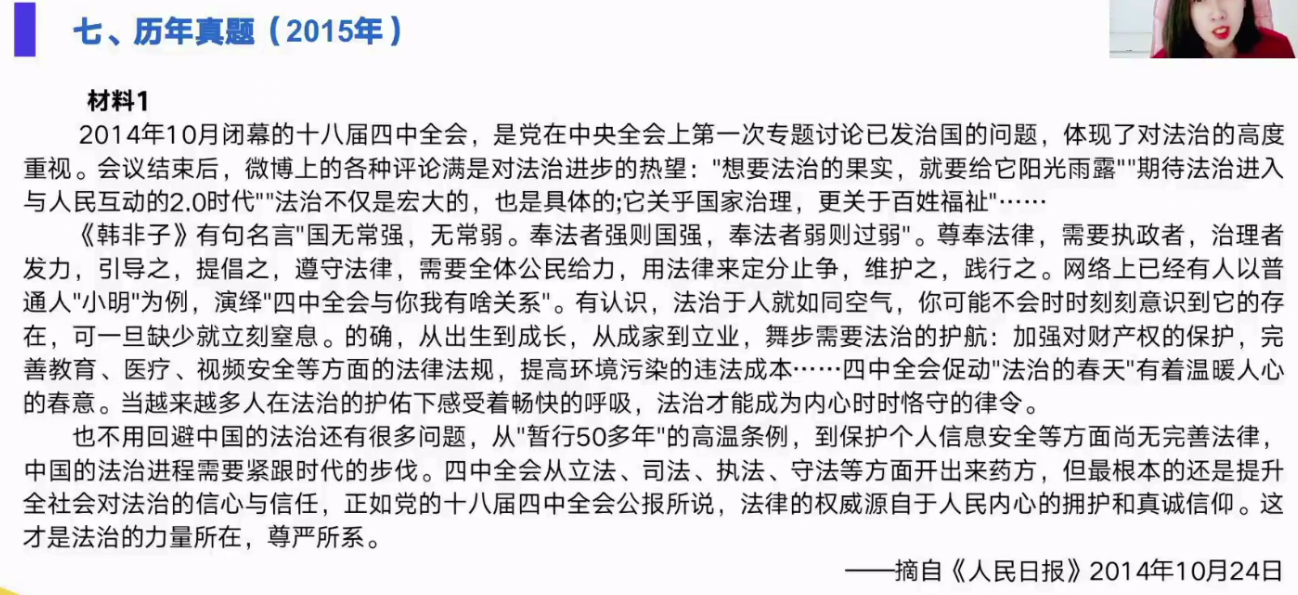 七、历年真题（2015年）
材料1
2014年10月闭幕的十八届四中全会，是党在中央全会上第一次专题讨论已发治国的问题，体现了对法治的高度
重视。会议结束后，微博上的各种评论满是对法治进步的热望："想要法治的果实，就要给它阳光雨露""期待法治进入
与人民互动的2.0时代""法治不仅是宏大的，也是具体的;它关乎国家治理，更关于百姓福祉"……
《韩非子》有句名言"国无常强，无常弱。奉法者强则国强，奉法者弱则过弱"。尊奉法律，需要执政者，治理者
发力，引导之，提倡之，遵守法律，需要全体公民给力，用法律来定分止争，维护之，践行之。网络上已经有人以普
通人"小明"为例，演绎"四中全会与你我有啥关系"。有认识，法治于人就如同空气，你可能不会时时刻刻意识到它的存
在，可一旦缺少就立刻窒息。的确，从出生到成长，从成家到立业，舞步需要法治的护航：加强对财产权的保护，完
善教育、医疗、视频安全等方面的法律法规，提高环境污染的违法成本……四中全会促动"法治的春天"有着温暖人心
的春意。当越来越多人在法治的护佑下感受着畅快的呼吸，法治才能成为内心时时恪守的律令。
也不用回避中国的法治还有很多问题，从"暂行50多年"的高温条例，到保护个人信息安全等方面尚无完善法律，
中国的法治进程需要紧跟时代的步伐。四中全会从立法、司法、执法、守法等方面开出来药方，但最根本的还是提升
全社会对法治的信心与信任，正如党的十八届四中全会公报所说，法律的权威源自于人民内心的拥护和真诚信仰。这
才是法治的力量所在，尊严所系。
——摘自《人民日报》2014年10月24日